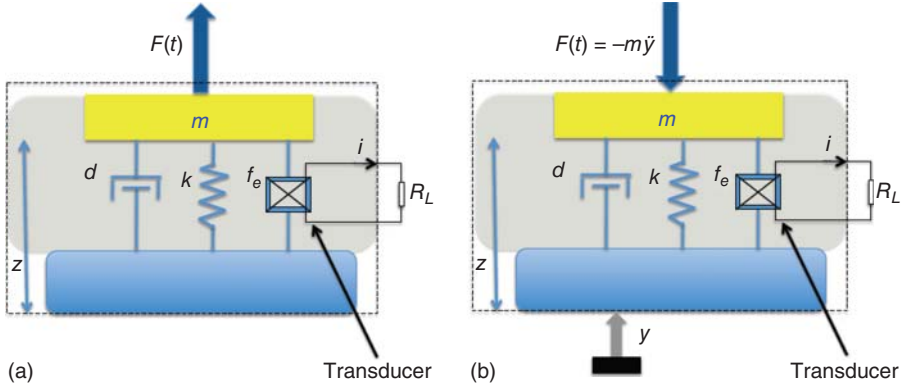 F(t)
m
d
k
f_e
i
R_L
z
(a)
Transducer
F(t) = –mÿ
m
d
k
f_e
i
R_L
z
y
(b)
Transducer